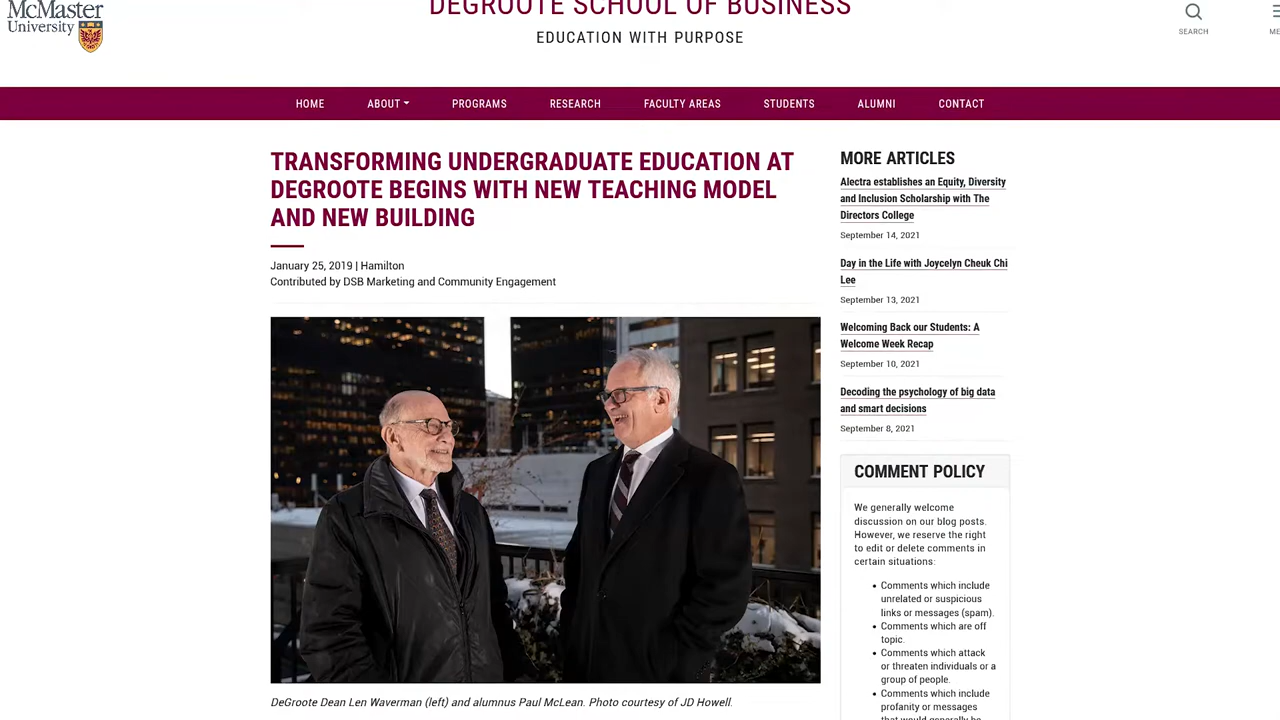 McMaster
University
DEGROOTE SCHOOL OF BUSINESS
EDUCATION WITH PURPOSE
SEARCH
HOME ABOUT PROGRAMS RESEARCH FACULTY AREAS STUDENTS ALUMNI CONTACT
TRANSFORMING UNDERGRADUATE EDUCATION AT
DEGROOTE BEGINS WITH NEW TEACHING MODEL
AND NEW BUILDING
January 25, 2019 | Hamilton
Contributed by DSB Marketing and Community Engagement
DeGroote Dean Len Waverman (left) and alumnus Paul McLean. Photo courtesy of JD Howell.
MORE ARTICLES
Alectra establishes an Equity, Diversity
and Inclusion Scholarship with The
Directors College
September 14, 2021
Day in the Life with Joycelyn Cheuk Chi
Lee
September 13, 2021
Welcoming Back our Students: A
Welcome Week Recap
September 10, 2021
Decoding the psychology of big data
and smart decisions
September 8, 2021
COMMENT POLICY
We generally welcome
discussion on our blog posts.
However, we reserve the right
to edit or delete comments in
certain situations:
• Comments which include
unrelated or suspicious
links or messages (spam).
• Comments which are off
topic.
• Comments which attack
or threaten individuals or a
group of people.
• Comments which include
profanity or messages
that would generally be